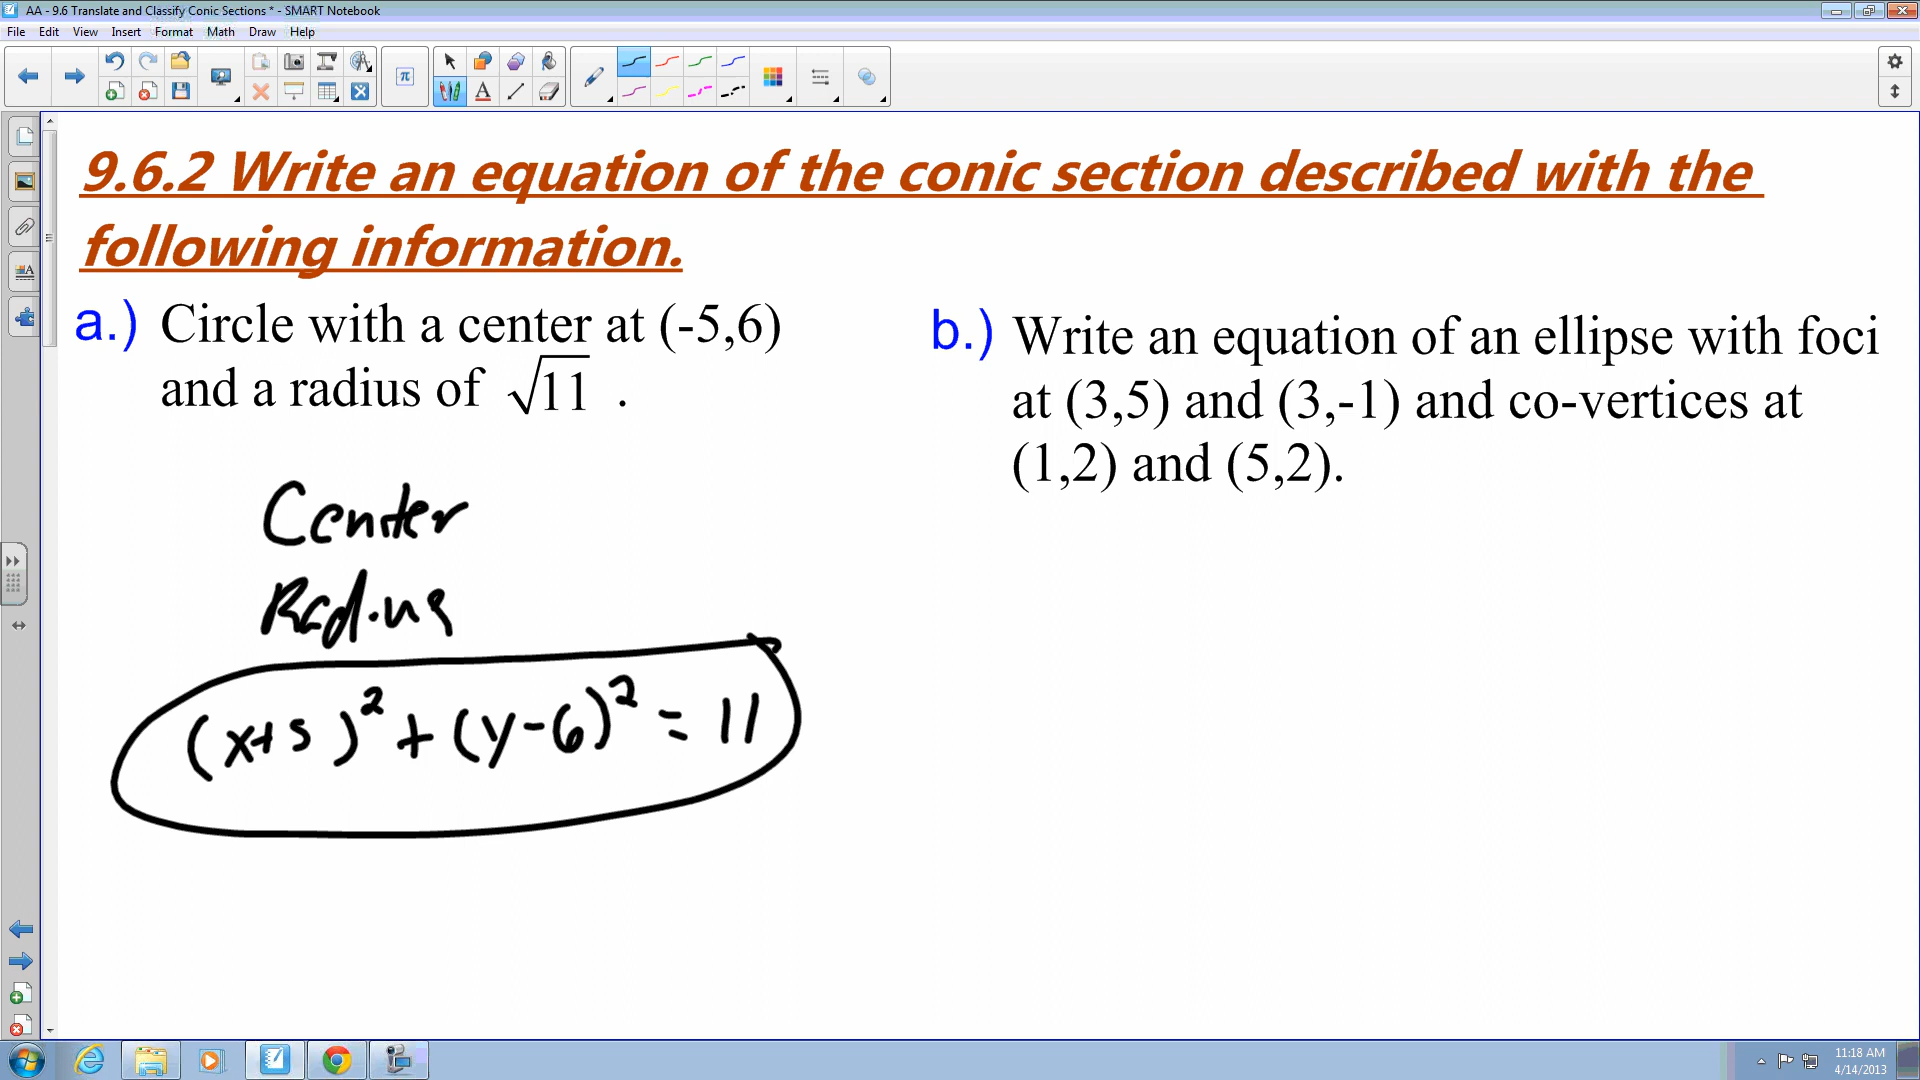 AA - 9.6 Translate and Classify Conic Sections * - SMART Notebook
File Edit View Insert Format Math Draw Help
9.6.2 Write an equation of the conic section described with the
following information.
a.) Circle with a center at (-5,6)
and a radius of √11 .
Center
Radius
(x+5)² + (y-6)² = 11
b.) Write an equation of an ellipse with foci
at (3,5) and (3,-1) and co-vertices at
(1,2) and (5,2).
11:18 AM
4/14/2013